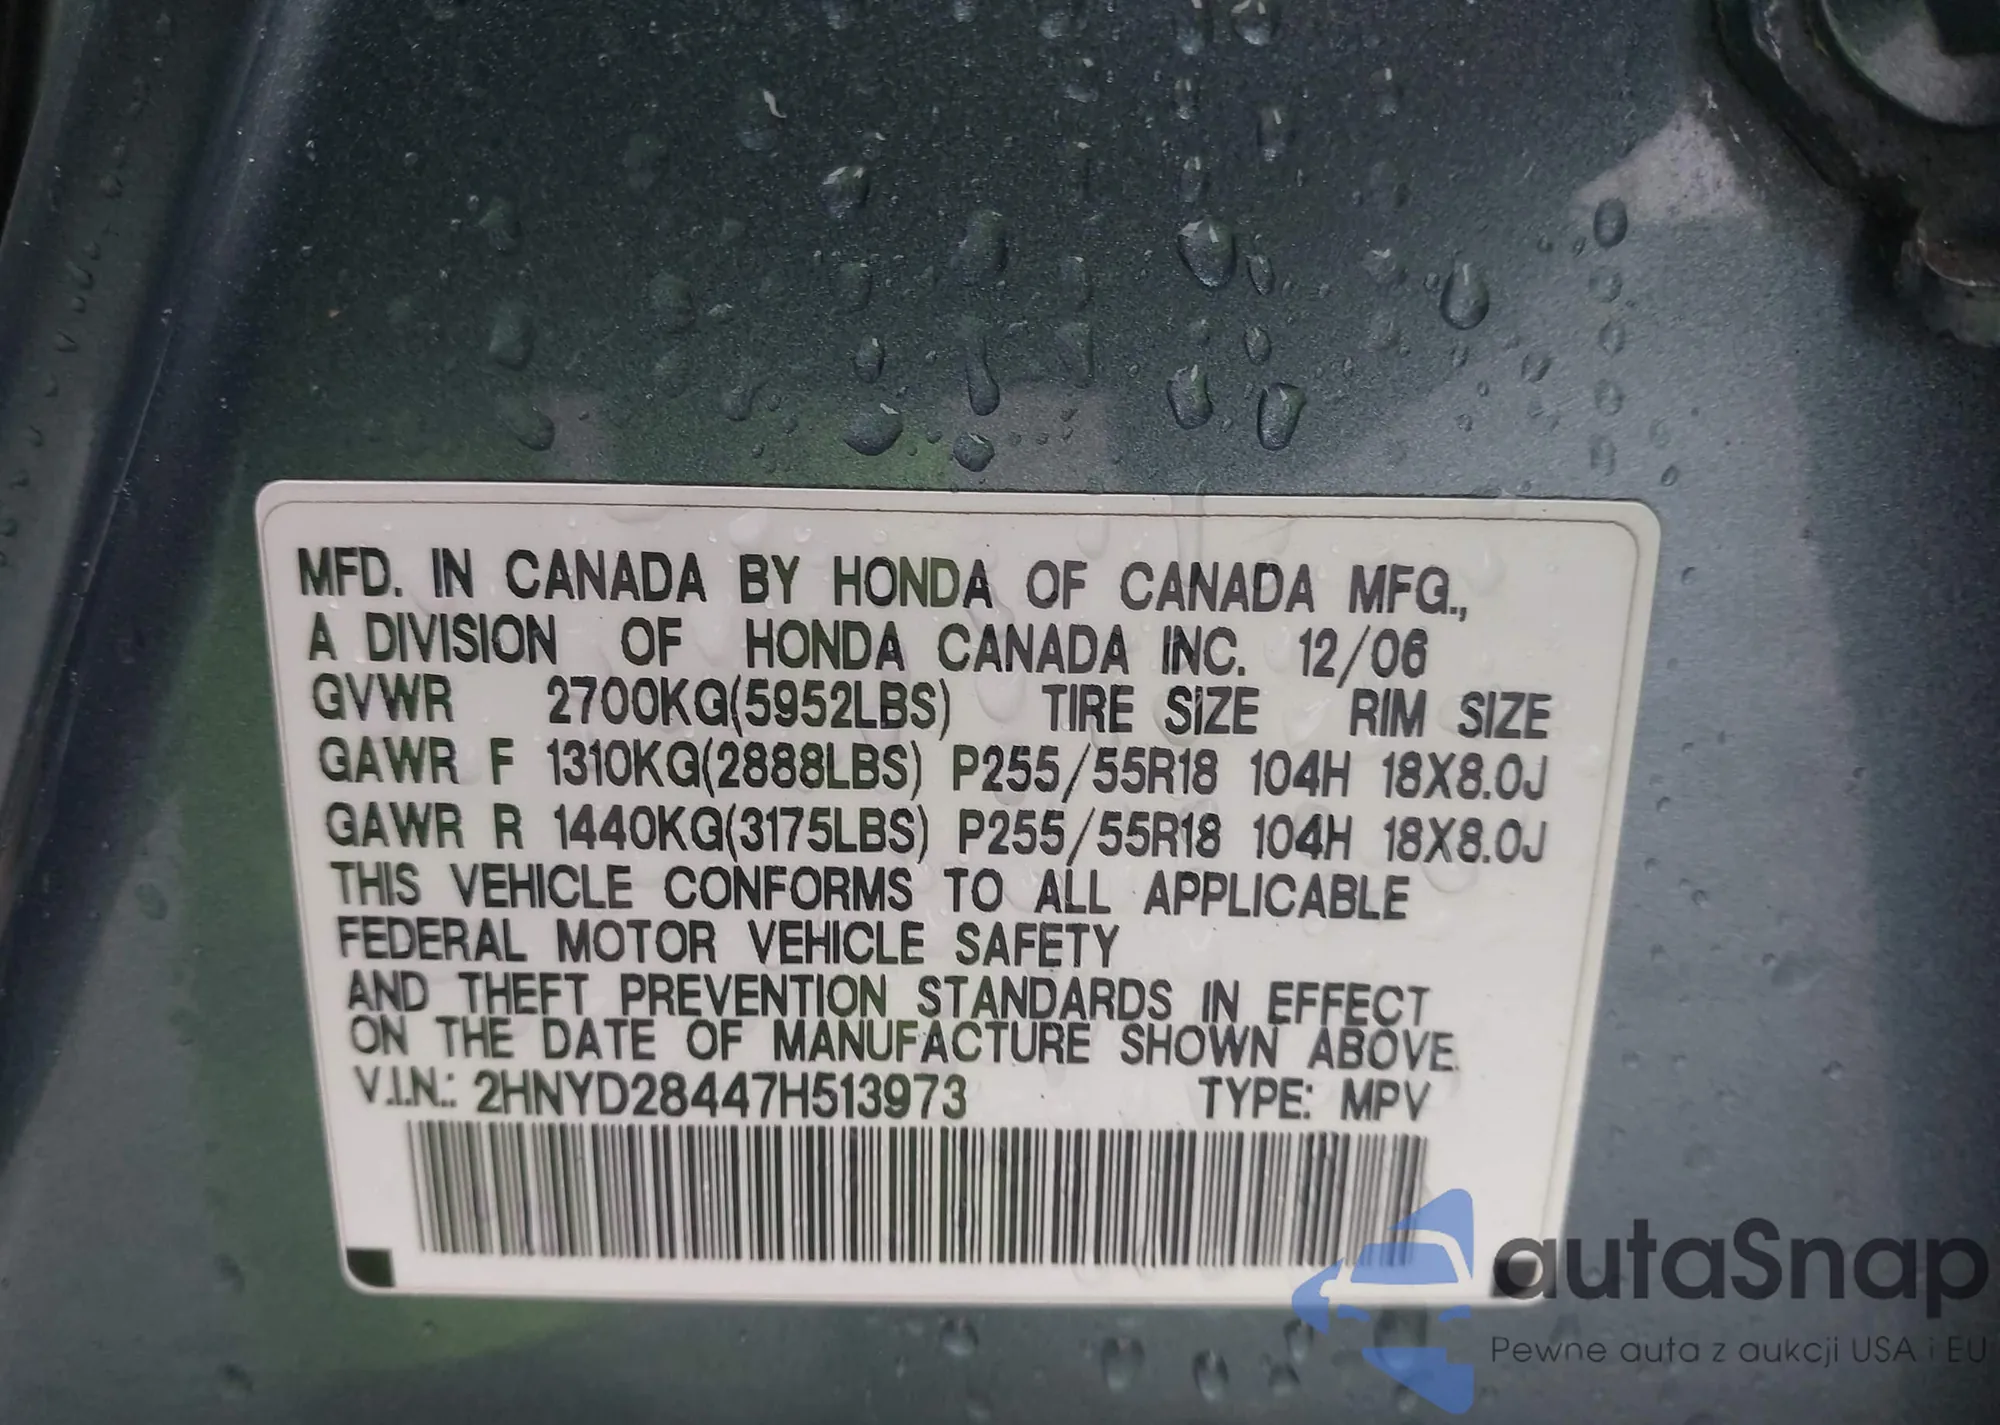 MFD. IN CANADA BY HONDA OF CANADA MFG.,
A DIVISION OF HONDA CANADA INC. 12/06
GVWR 2700KG(5952LBS) TIRE SIZE RIM SIZE
GAWR F 1310KG(2888LBS) P255/55R18 104H 18X8.0J
GAWR R 1440KG(3175LBS) P255/55R18 104H 18X8.0J
THIS VEHICLE CONFORMS TO ALL APPLICABLE
FEDERAL MOTOR VEHICLE SAFETY
AND THEFT PREVENTION STANDARDS IN EFFECT
ON THE DATE OF MANUFACTURE SHOWN ABOVE.
V.I.N.: 2HNYD28447H513973 TYPE: MPV
autaSnap
Pewne auta z aukcji USA i EU